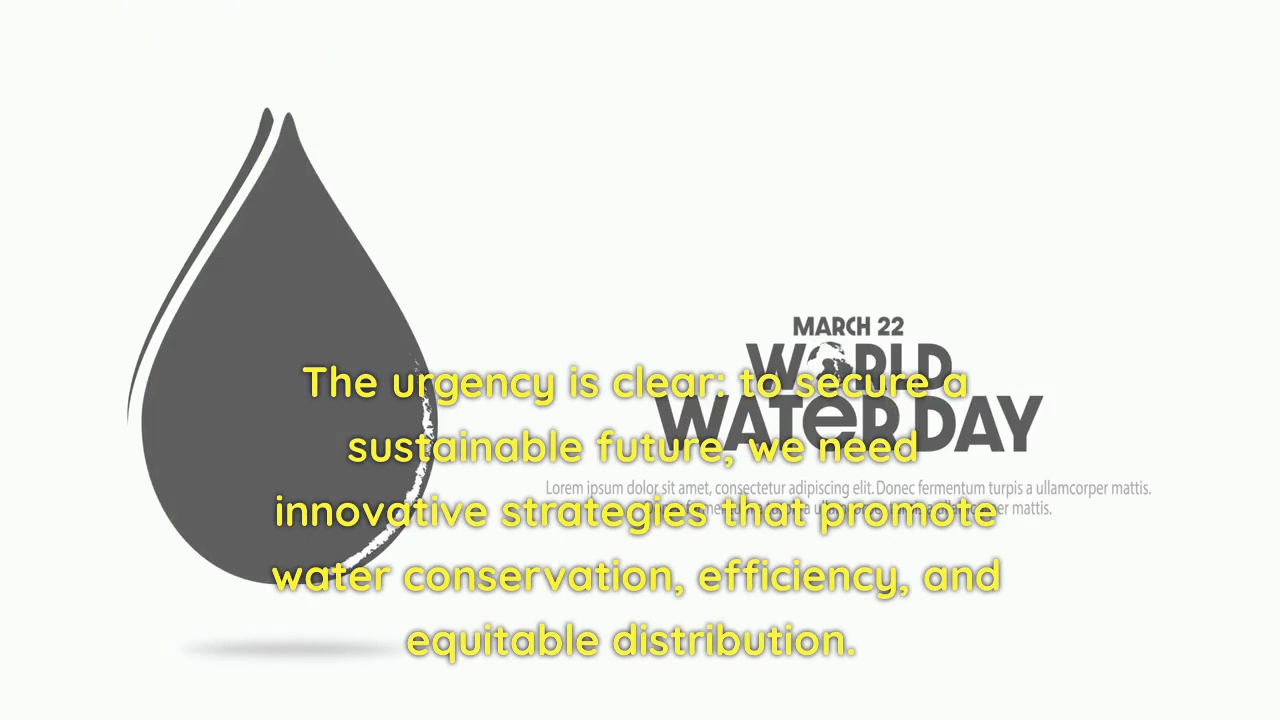 MARCH 22
WORLD
WATER DAY
The urgency is clear: to secure a
sustainable future, we need
innovative strategies that promote
water conservation, efficiency, and
equitable distribution.
Lorem ipsum dolor sit amet, consectetur adipiscing elit. Donec fermentum turpis a ullamcorper mattis.